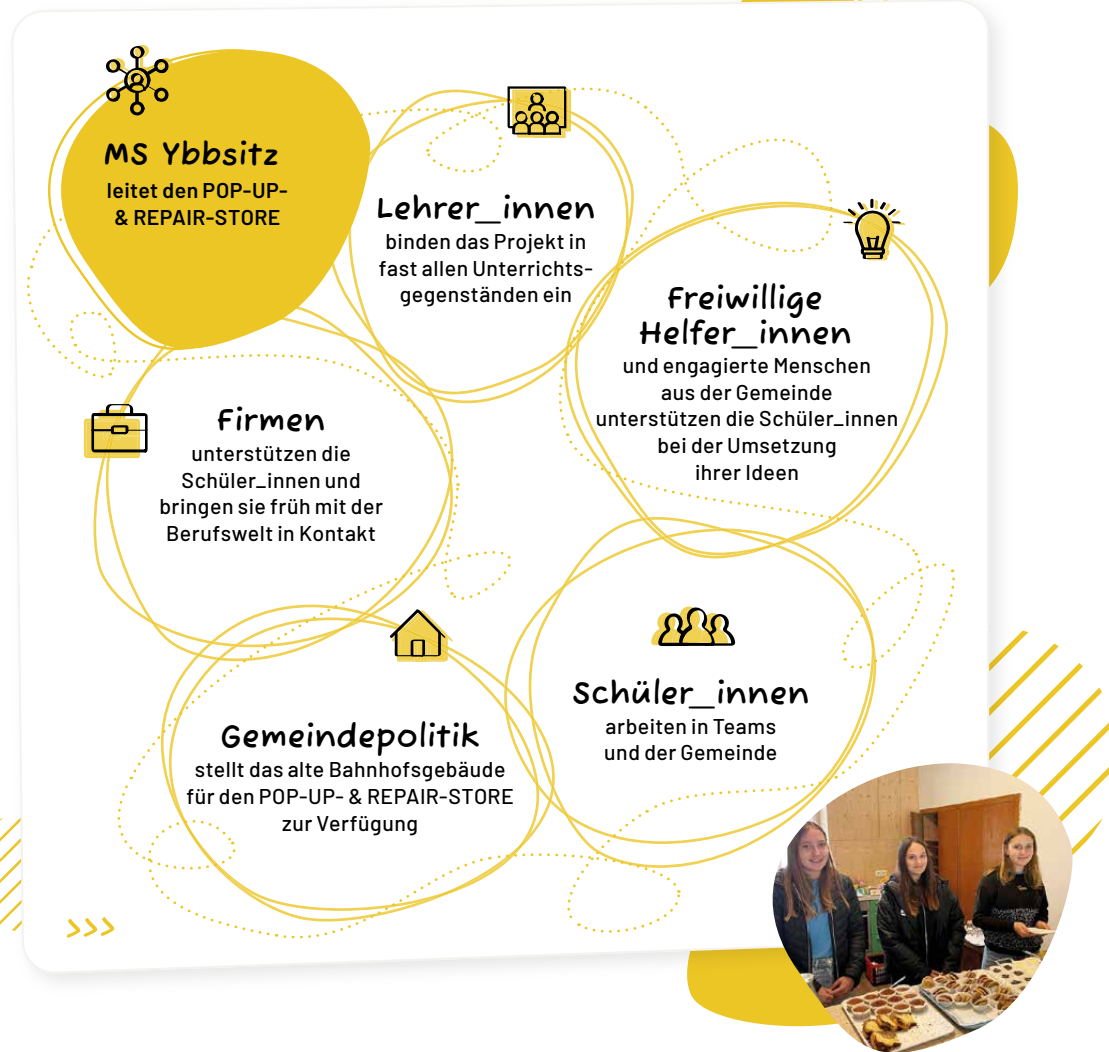 MS Ybbsitz
leitet den POP-UP-
& REPAIR-STORE
Lehrer_innen
binden das Projekt in
fast allen Unterrichts-
gegenständen ein
Freiwillige
Helfer_innen
und engagierte Menschen
aus der Gemeinde
unterstützen die Schüler_innen
bei der Umsetzung
ihrer Ideen
Firmen
unterstützen die
Schüler_innen und
bringen sie früh mit der
Berufswelt in Kontakt
Schüler_innen
arbeiten in Teams
und der Gemeinde
Gemeindepolitik
stellt das alte Bahnhofsgebäude
für den POP-UP- & REPAIR-STORE
zur Verfügung
>>>